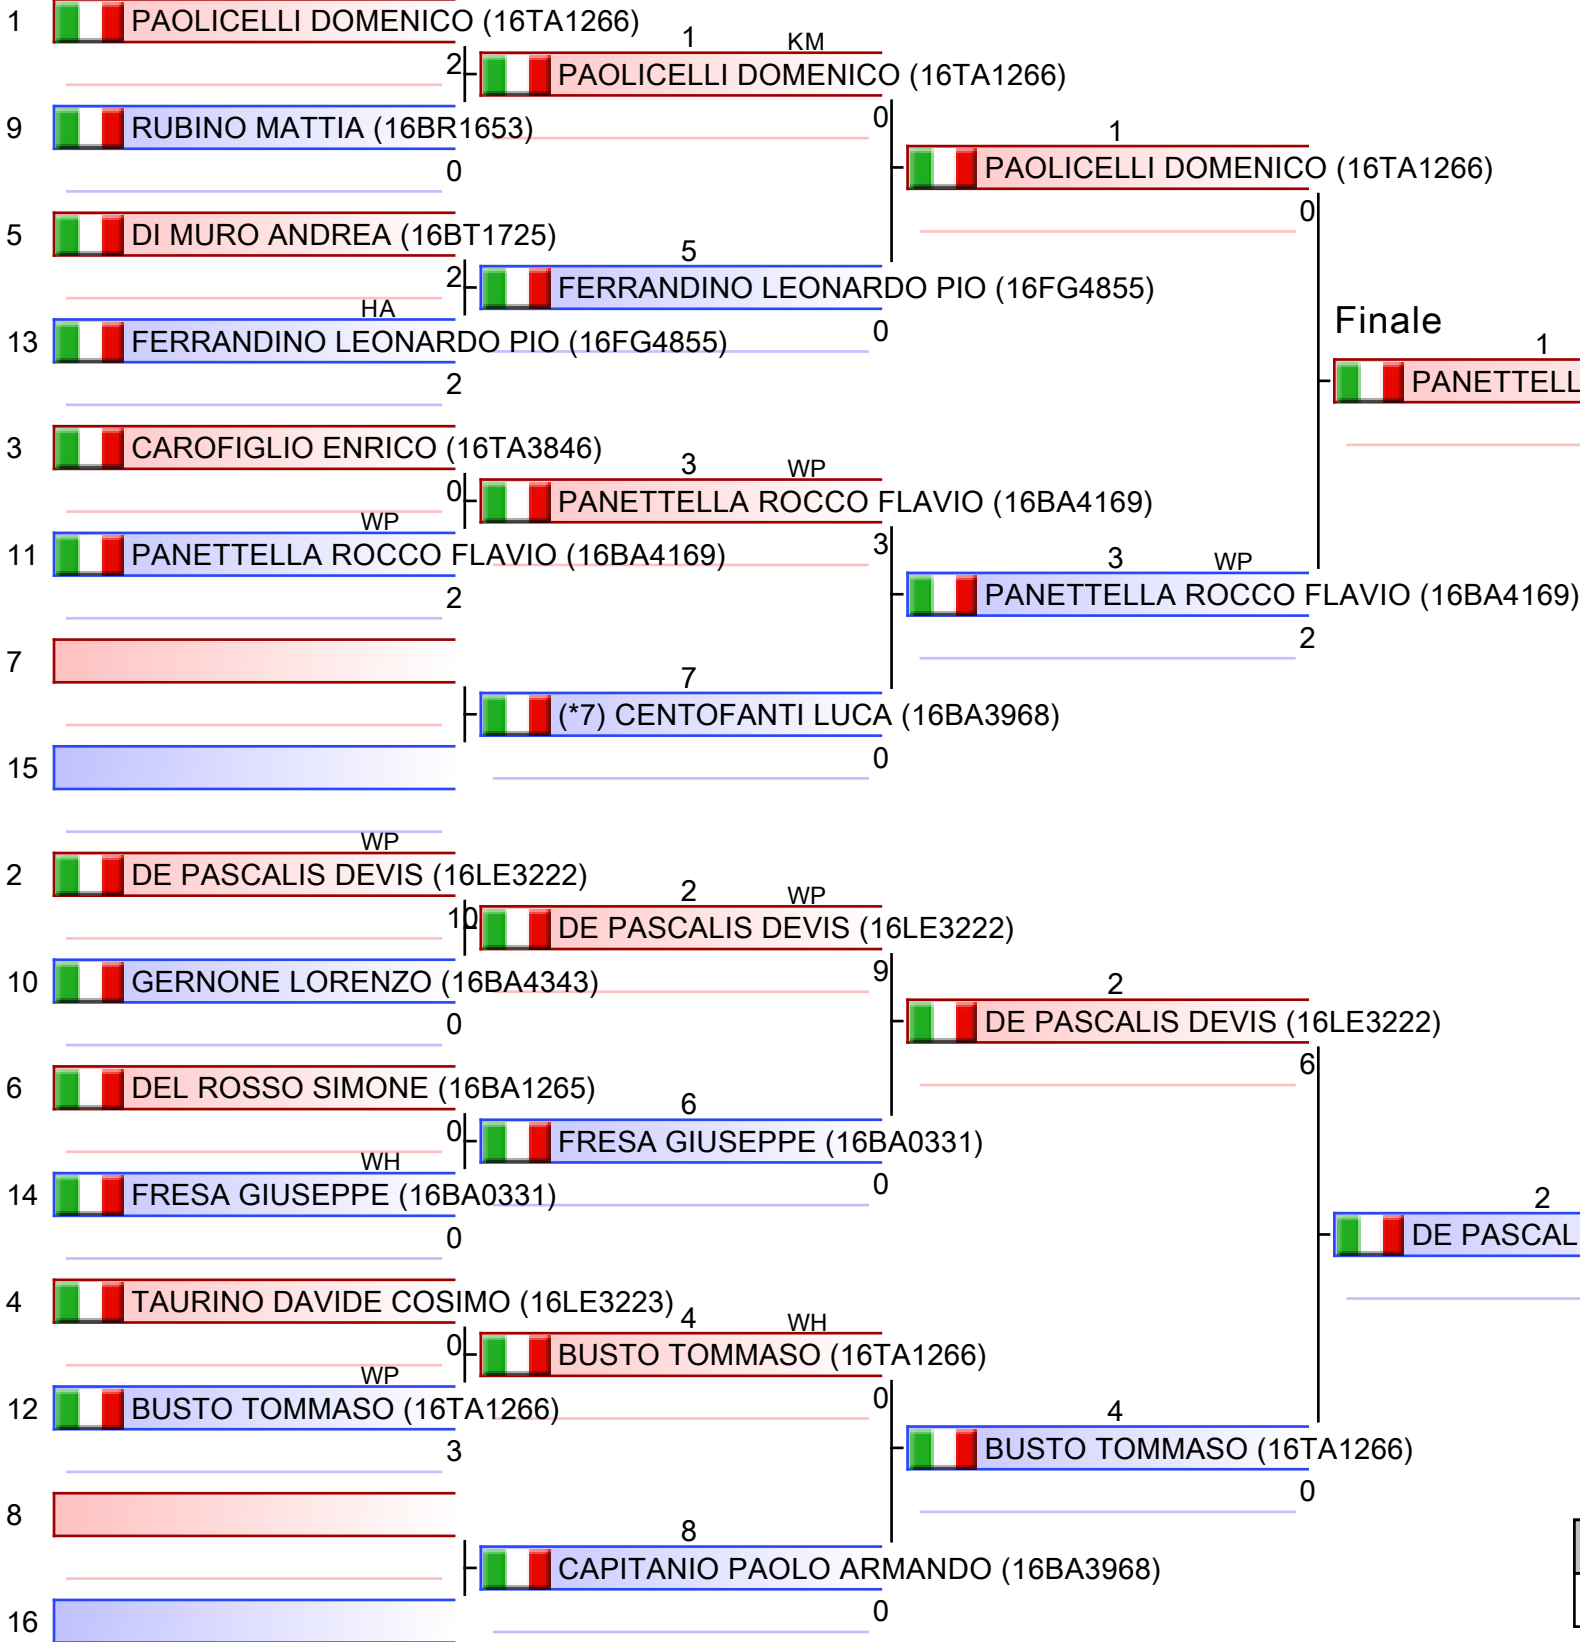 1 PAOLICELLI DOMENICO (16TA1266)
2
9 RUBINO MATTIA (16BR1653)
0
5 DI MURO ANDREA (16BT1725)
2
HA
13 FERRANDINO LEONARDO PIO (16FG4855)
2
3 CAROFIGLIO ENRICO (16TA3846)
0
WP
11 PANETTELLA ROCCO FLAVIO (16BA4169)
2
7
15
WP
2 DE PASCALIS DEVIS (16LE3222)
10
10 GERNONE LORENZO (16BA4343)
0
6 DEL ROSSO SIMONE (16BA1265)
0
WH
14 FRESA GIUSEPPE (16BA0331)
0
4 TAURINO DAVIDE COSIMO (16LE3223)
0
WP
12 BUSTO TOMMASO (16TA1266)
3
8
16
1 KM
PAOLICELLI DOMENICO (16TA1266)
0
5
FERRANDINO LEONARDO PIO (16FG4855)
0
3 WP
PANETTELLA ROCCO FLAVIO (16BA4169)
3
7
(*7) CENTOFANTI LUCA (16BA3968)
0
2 WP
DE PASCALIS DEVIS (16LE3222)
9
6
FRESA GIUSEPPE (16BA0331)
0
4 WH
BUSTO TOMMASO (16TA1266)
0
8
CAPITANIO PAOLO ARMANDO (16BA3968)
0
1
PAOLICELLI DOMENICO (16TA1266)
0
3 WP
PANETTELLA ROCCO FLAVIO (16BA4169)
2
2
DE PASCALIS DEVIS (16LE3222)
6
4
BUSTO TOMMASO (16TA1266)
0
Finale
1
PANETTELL
2
DE PASCAL